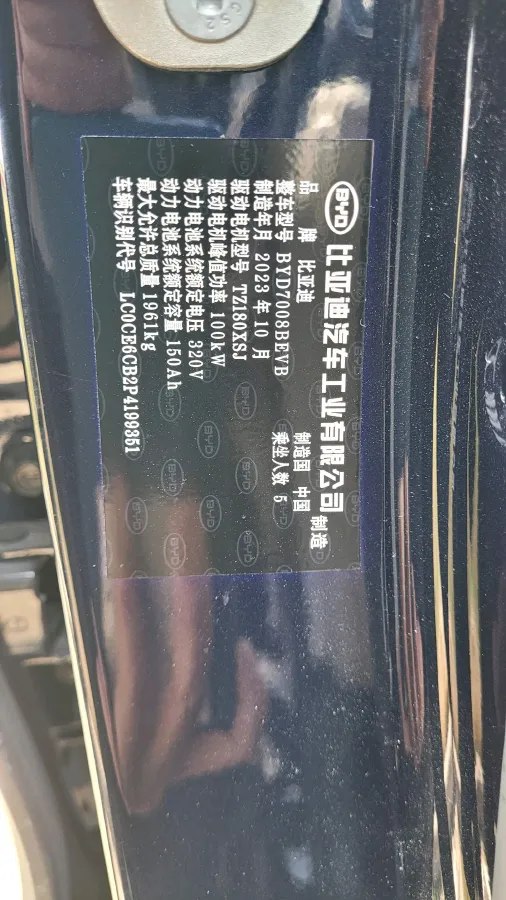 BYD 比亚迪汽车工业有限公司 制造
品 牌 比亚迪 制造国 中国
整车型号 BYD7008BEVB 乘坐人数 5
制造年月 2023 年 10 月
驱动电机型号 TZ180XSJ
驱动电机峰值功率 100kW
动力电池系统额定电压 320V
动力电池系统额定容量 150Ah
最大允许总质量 1961kg
车辆识别代号 LC0CE6CB2P4199351